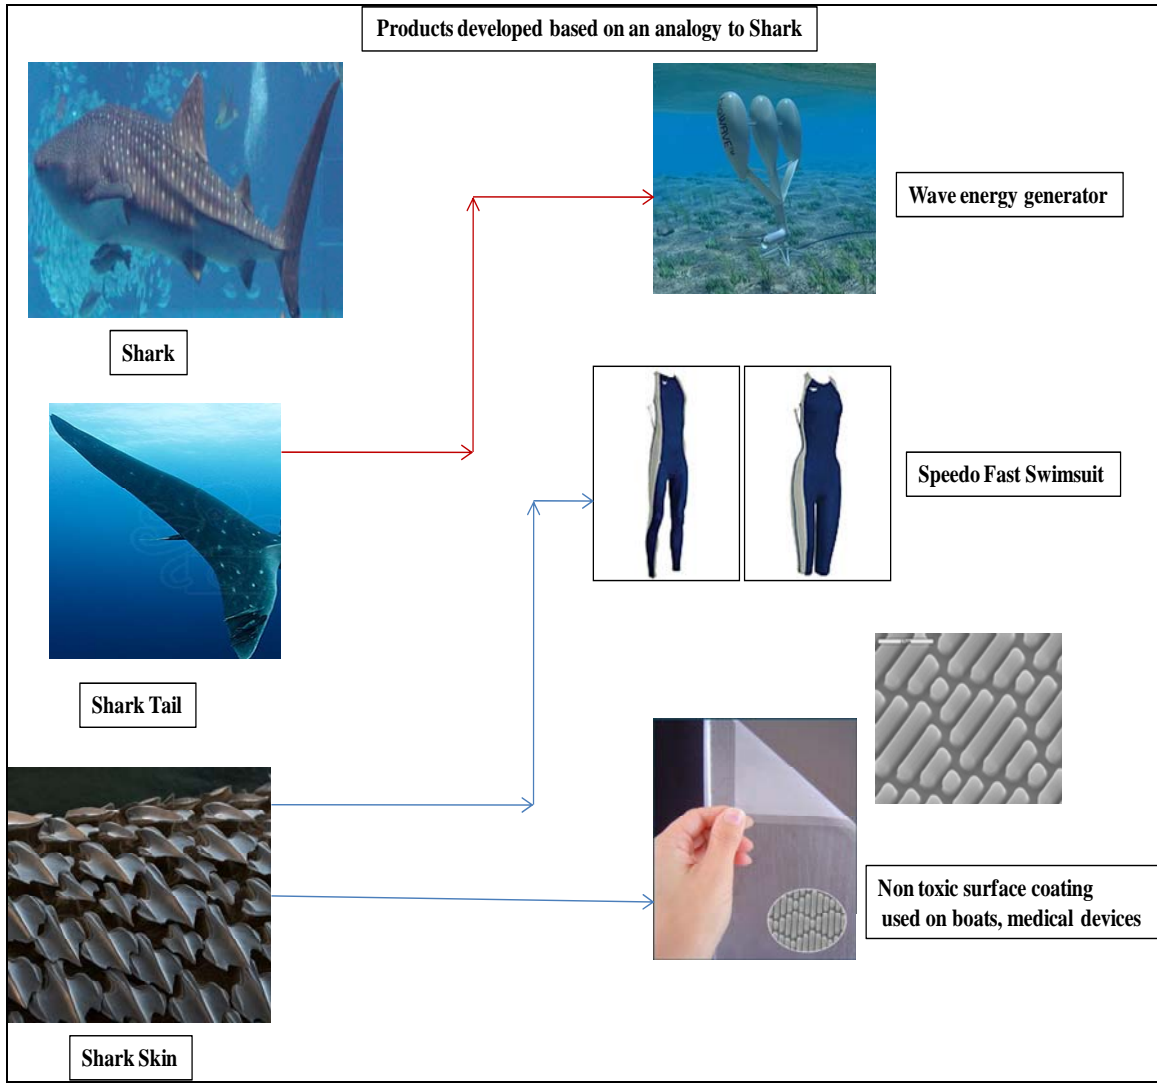 Products developed based on an analogy to Shark
Wave energy generator
Shark
Speedo Fast Swimsuit
Shark Tail
Non toxic surface coating
used on boats, medical devices
Shark Skin